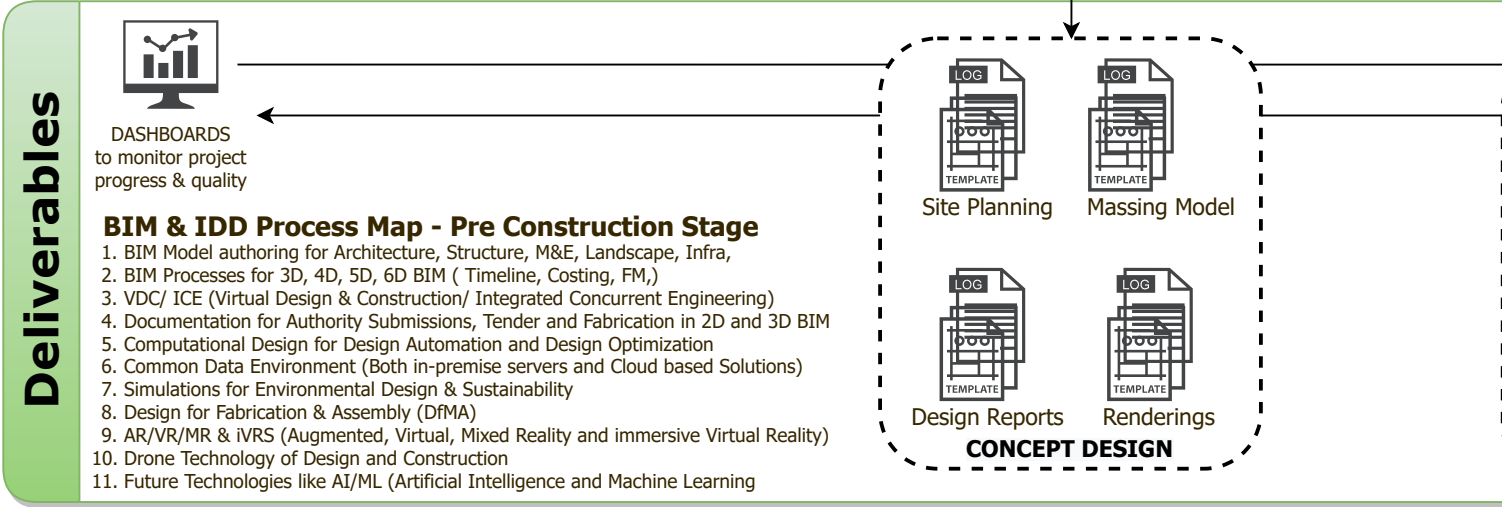 Deliverables
DASHBOARDS
to monitor project
progress & quality
BIM & IDD Process Map - Pre Construction Stage
1. BIM Model authoring for Architecture, Structure, M&E, Landscape, Infra,
2. BIM Processes for 3D, 4D, 5D, 6D BIM ( Timeline, Costing, FM,)
3. VDC/ ICE (Virtual Design & Construction/ Integrated Concurrent Engineering)
4. Documentation for Authority Submissions, Tender and Fabrication in 2D and 3D BIM
5. Computational Design for Design Automation and Design Optimization
6. Common Data Environment (Both in-premise servers and Cloud based Solutions)
7. Simulations for Environmental Design & Sustainability
8. Design for Fabrication & Assembly (DfMA)
9. AR/VR/MR & iVRS (Augmented, Virtual, Mixed Reality and immersive Virtual Reality)
10. Drone Technology of Design and Construction
11. Future Technologies like AI/ML (Artificial Intelligence and Machine Learning
LOG
TEMPLATE
Site Planning
LOG
TEMPLATE
Massing Model
LOG
TEMPLATE
Design Reports
LOG
TEMPLATE
Renderings
CONCEPT DESIGN